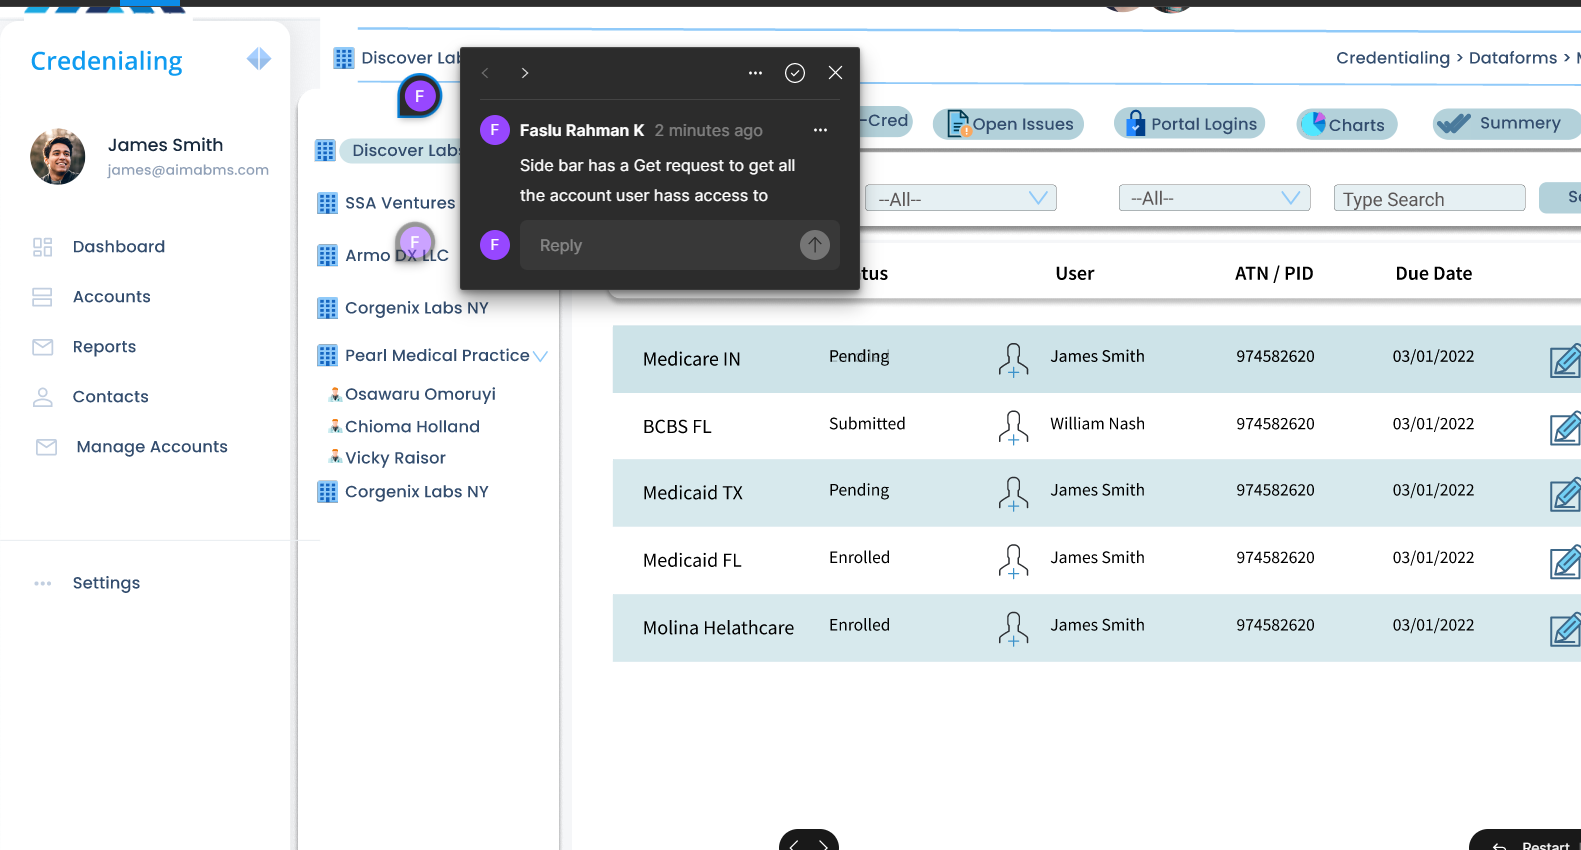 Credenialing
James Smith
james@aimabms.com
Dashboard
Accounts
Reports
Contacts
Manage Accounts
Settings
Discover Lab
Credentialing > Dataforms >
F
Discover Labs
SSA Ventures
F
Armo DX LLC
Corgenix Labs NY
Pearl Medical Practice
Osawaru Omoruyi
Chioma Holland
Vicky Raisor
Corgenix Labs NY
F Faslu Rahman K 2 minutes ago
Side bar has a Get request to get all
the account user hass access to
F Reply
-Cred Open Issues Portal Logins Charts Summery
--All-- --All-- Type Search
tus User ATN / PID Due Date
Medicare IN Pending James Smith 974582620 03/01/2022
BCBS FL Submitted William Nash 974582620 03/01/2022
Medicaid TX Pending James Smith 974582620 03/01/2022
Medicaid FL Enrolled James Smith 974582620 03/01/2022
Molina Helathcare Enrolled James Smith 974582620 03/01/2022
Restart